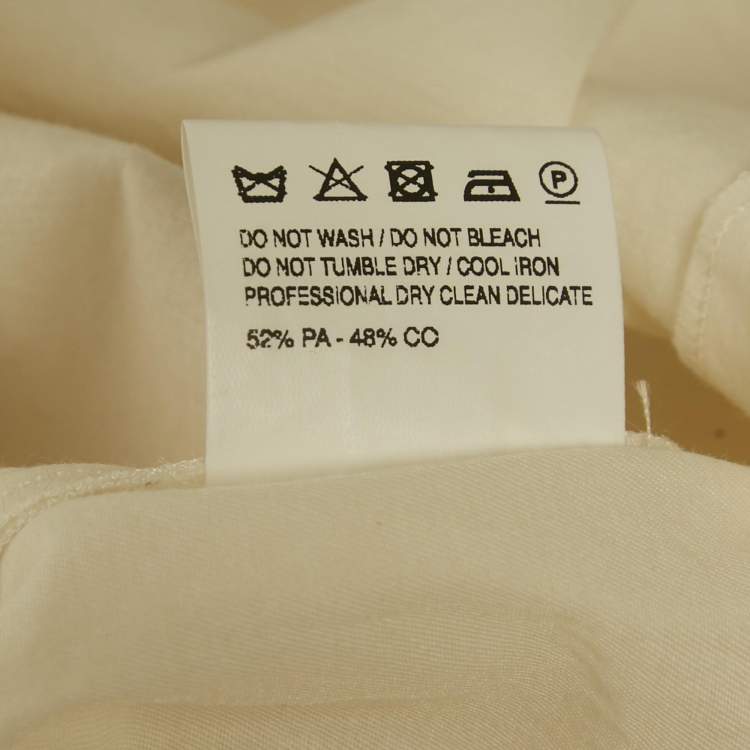 P
DO NOT WASH / DO NOT BLEACH
DO NOT TUMBLE DRY / COOL IRON
PROFESSIONAL DRY CLEAN DELICATE
52% PA - 48% CO